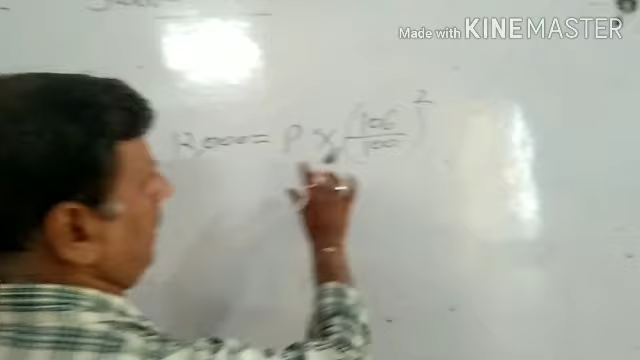 Made with KINEMASTER
12,000 = P × (106/100)²